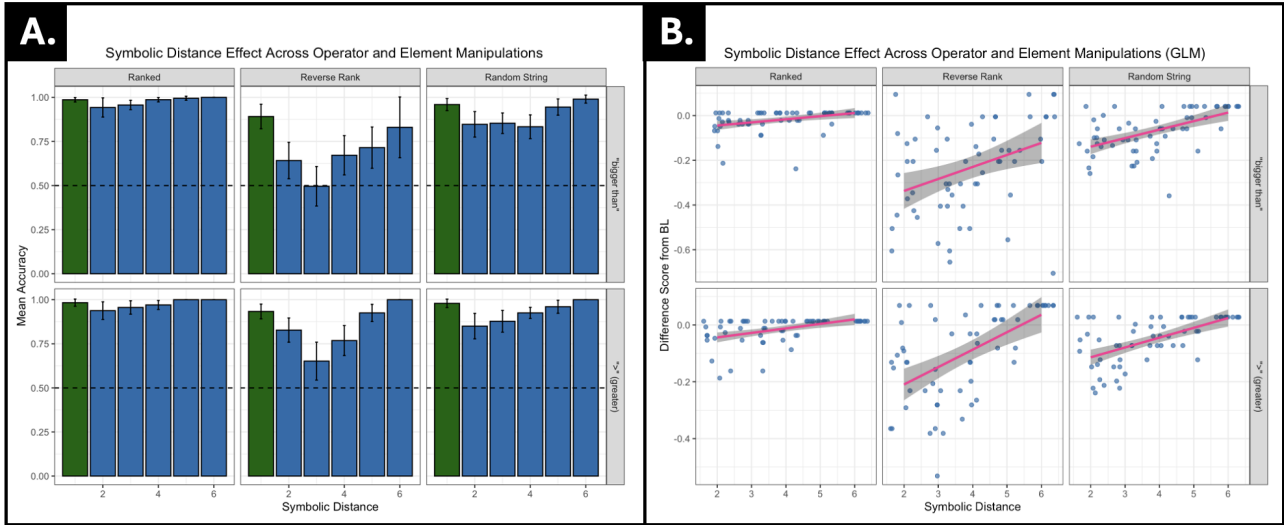 A.
Symbolic Distance Effect Across Operator and Element Manipulations
Ranked Reverse Rank Random String
1.00
0.75
0.50
0.25
0.00
"bigger than"
1.00
0.75
0.50
0.25
0.00
">" (greater)
Mean Accuracy
2 4 6 2 4 6 2 4 6
Symbolic Distance
B.
Symbolic Distance Effect Across Operator and Element Manipulations (GLM)
Ranked Reverse Rank Random String
0.0
-0.2
-0.4
-0.6
"bigger than"
0.0
-0.2
-0.4
">" (greater)
Difference Score from BL
2 3 4 5 6 2 3 4 5 6 2 3 4 5 6
Symbolic Distance